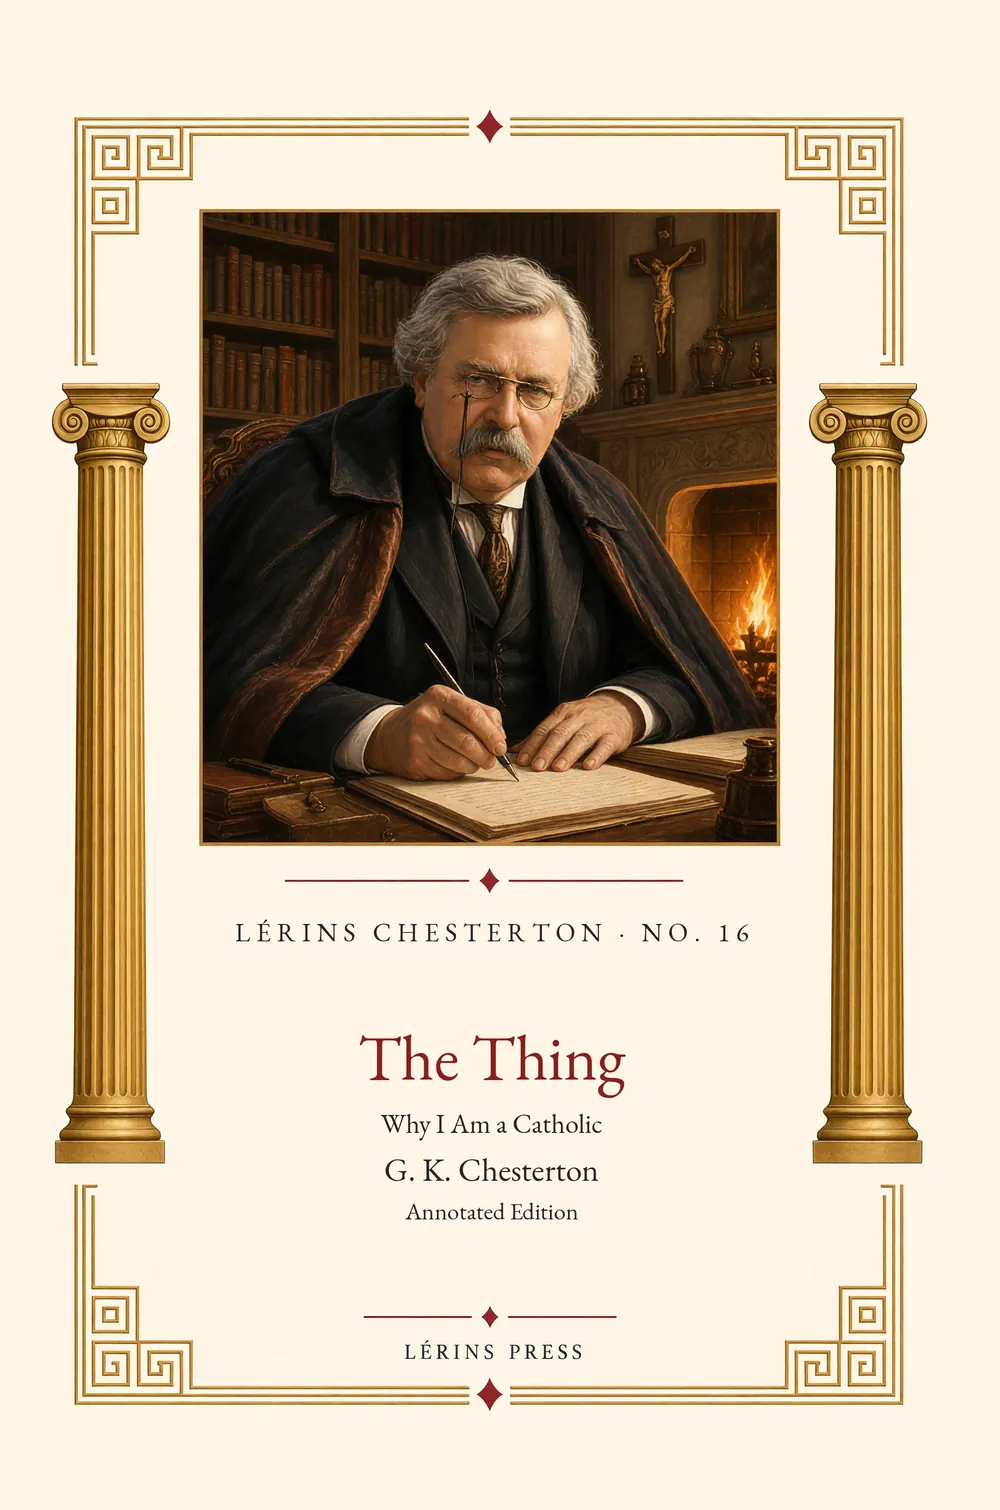 LÉRINS CHESTERTON · NO. 16
The Thing
Why I Am a Catholic
G. K. Chesterton
Annotated Edition
LÉRINS PRESS